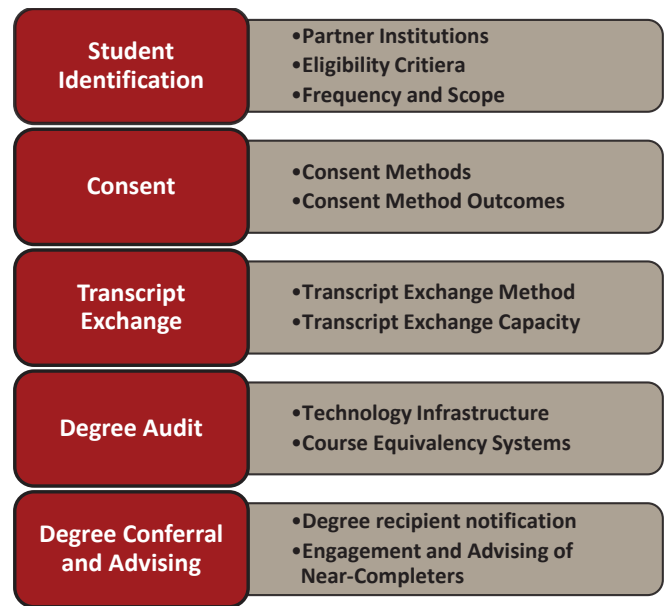 Student
Identification
•Partner Institutions
•Eligibility Critiera
•Frequency and Scope
Consent
•Consent Methods
•Consent Method Outcomes
Transcript
Exchange
•Transcript Exchange Method
•Transcript Exchange Capacity
Degree Audit
•Technology Infrastructure
•Course Equivalency Systems
Degree Conferral
and Advising
•Degree recipient notification
•Engagement and Advising of
Near-Completers